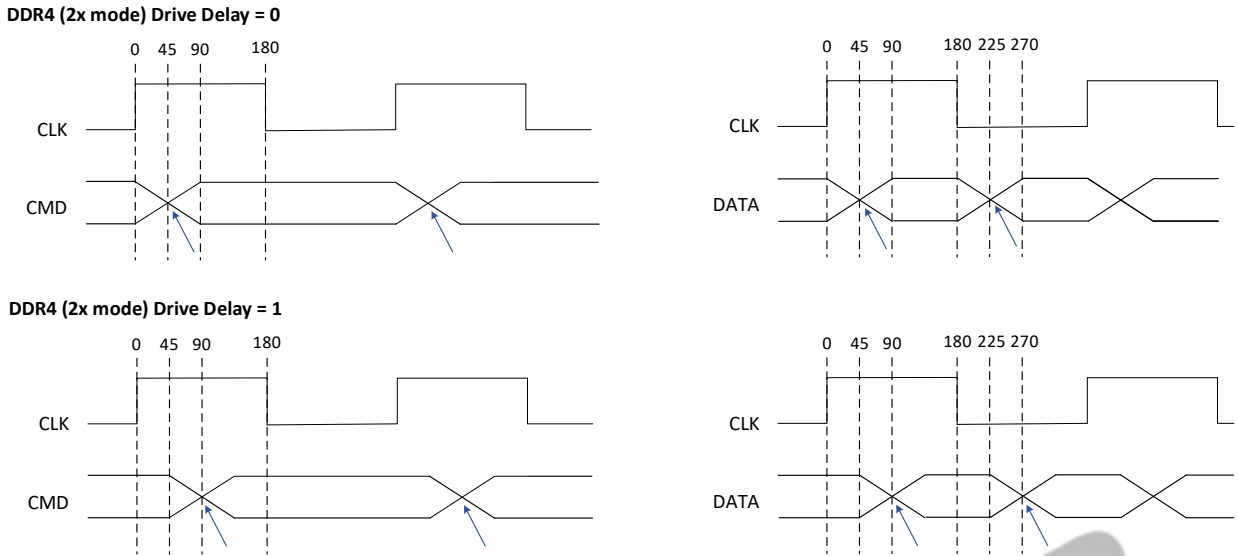 DDR4 (2x mode) Drive Delay = 0
0 45 90 180
CLK
CMD
0 45 90 180 225 270
CLK
DATA
DDR4 (2x mode) Drive Delay = 1
0 45 90 180
CLK
CMD
0 45 90 180 225 270
CLK
DATA